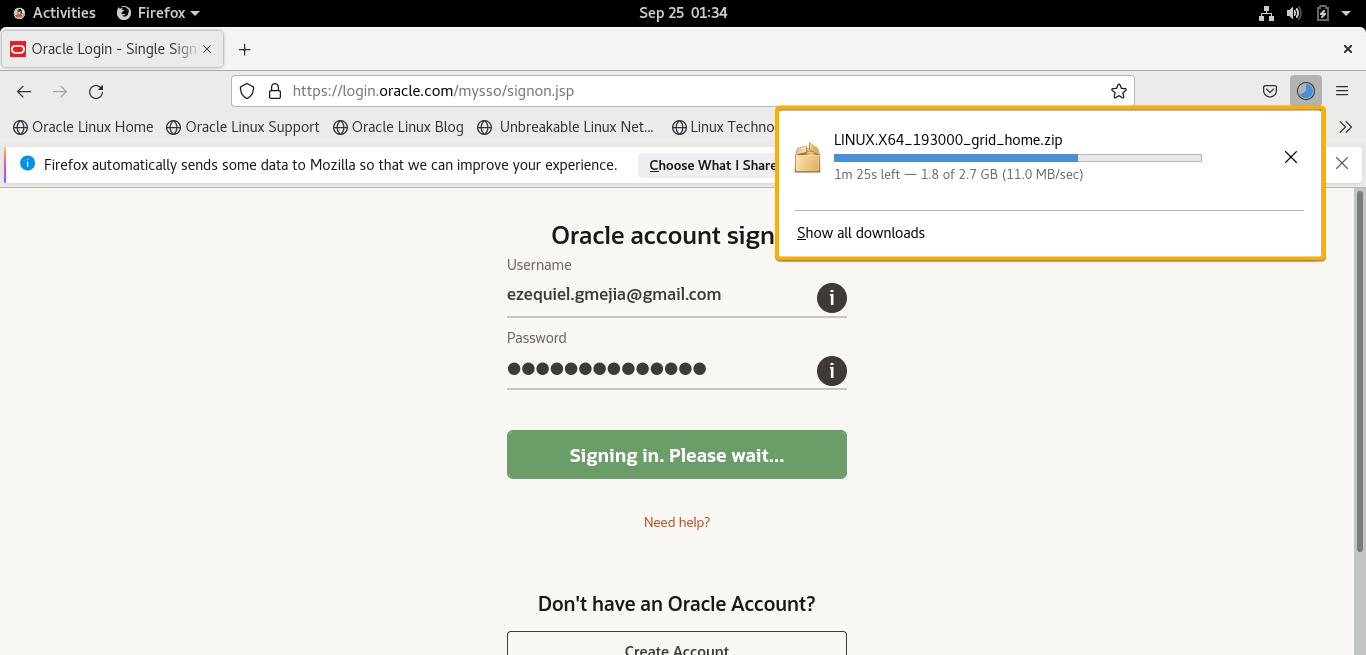 Activities Firefox Sep 25 01:34
Oracle Login - Single Sign
https://login.oracle.com/mysso/signon.jsp
Oracle Linux Home Oracle Linux Support Oracle Linux Blog Unbreakable Linux Net... Linux Techno
Firefox automatically sends some data to Mozilla so that we can improve your experience. Choose What I Share
LINUX.X64_193000_grid_home.zip
1m 25s left — 1.8 of 2.7 GB (11.0 MB/sec)
Show all downloads
Oracle account sign
Username
ezequiel.gmejia@gmail.com
Password
Signing in. Please wait...
Need help?
Don't have an Oracle Account?
Create Account